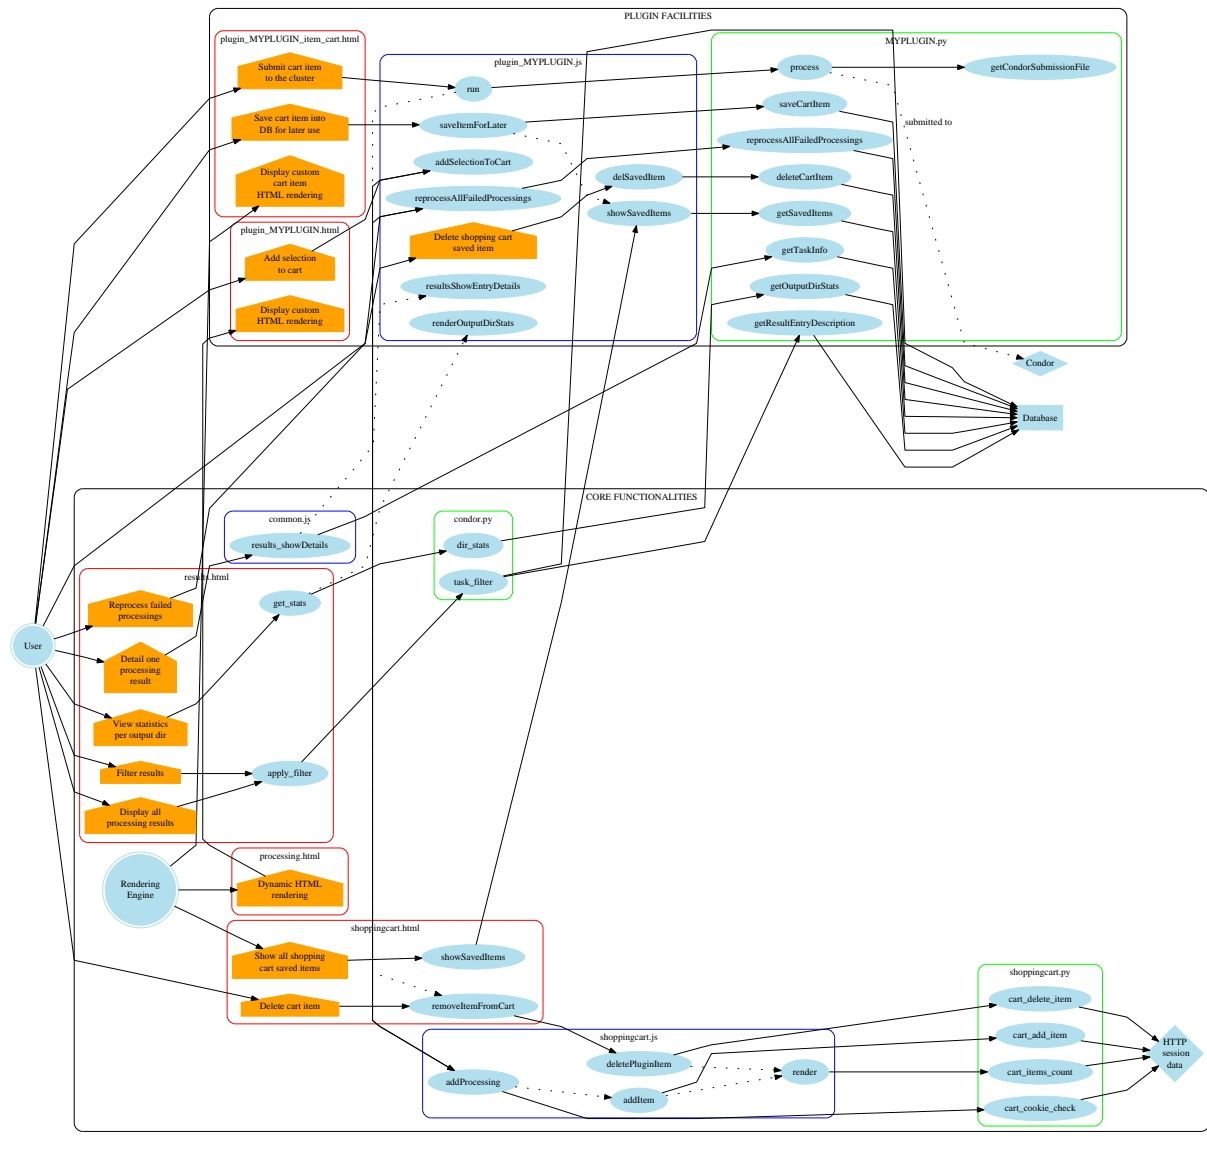 PLUGIN FACILITIES
plugin_MYPLUGIN_item_cart.html
Submit cart item
to the cluster
Save cart item into
DB for later use
Display custom
cart item
HTML rendering
plugin_MYPLUGIN.html
Add selection
to cart
Display custom
HTML rendering
plugin_MYPLUGIN.js
run
saveItemForLater
addSelectionToCart
reprocessAllFailedProcessings
Delete shopping cart
saved item
resultsShowEntryDetails
renderOutputDirStats
delSavedItem
showSavedItems
MYPLUGIN.py
process
getCondorSubmissionFile
saveCartItem
submitted to
reprocessAllFailedProcessings
deleteCartItem
getSavedItems
getTaskInfo
getOutputDirStats
getResultEntryDescription
Condor
Database
CORE FUNCTIONALITIES
common.js
results_showDetails
condor.py
dir_stats
task_filter
results.html
Reprocess failed
processings
get_stats
Detail one
processing
result
View statistics
per output dir
Filter results
apply_filter
Display all
processing results
User
Rendering
Engine
processing.html
Dynamic HTML
rendering
shoppingcart.html
Show all shopping
cart saved items
showSavedItems
Delete cart item
removeItemFromCart
shoppingcart.js
deletePluginItem
addProcessing
addItem
render
shoppingcart.py
cart_delete_item
cart_add_item
cart_items_count
cart_cookie_check
HTTP
session
data